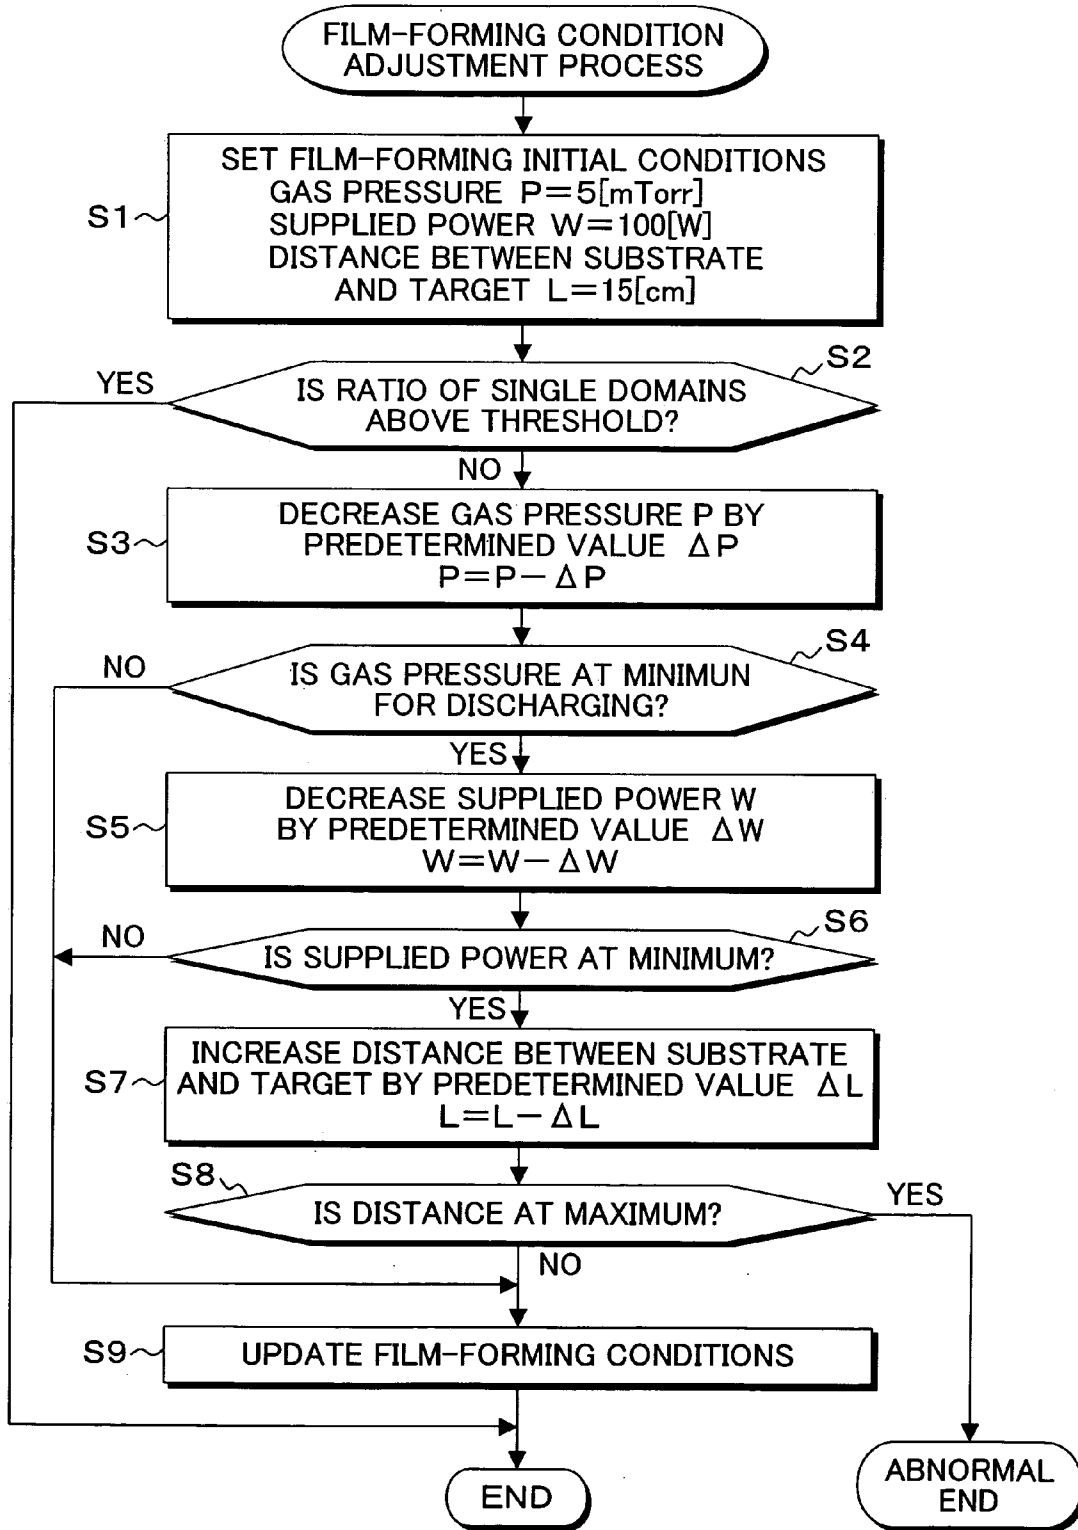 FILM-FORMING CONDITION
ADJUSTMENT PROCESS
SET FILM-FORMING INITIAL CONDITIONS
GAS PRESSURE P=5[mTorr]
S1
SUPPLIED POWER W=100[W]
DISTANCE BETWEEN SUBSTRATE
AND TARGET L=15[cm]
S2
YES
IS RATIO OF SINGLE DOMAINS
ABOVE THRESHOLD?
NO
DECREASE GAS PRESSURE P BY
S3
PREDETERMINED VALUE ΔP
P=P-ΔP
S4
NO
IS GAS PRESSURE AT MINIMUN
FOR DISCHARGING?
YES
DECREASE SUPPLIED POWER W
S5
BY PREDETERMINED VALUE ΔW
W=W-ΔW
S6
NO
IS SUPPLIED POWER AT MINIMUM?
YES
INCREASE DISTANCE BETWEEN SUBSTRATE
S7
AND TARGET BY PREDETERMINED VALUE ΔL
L=L-ΔL
S8
YES
IS DISTANCE AT MAXIMUM?
NO
S9
UPDATE FILM-FORMING CONDITIONS
END
ABNORMAL
END